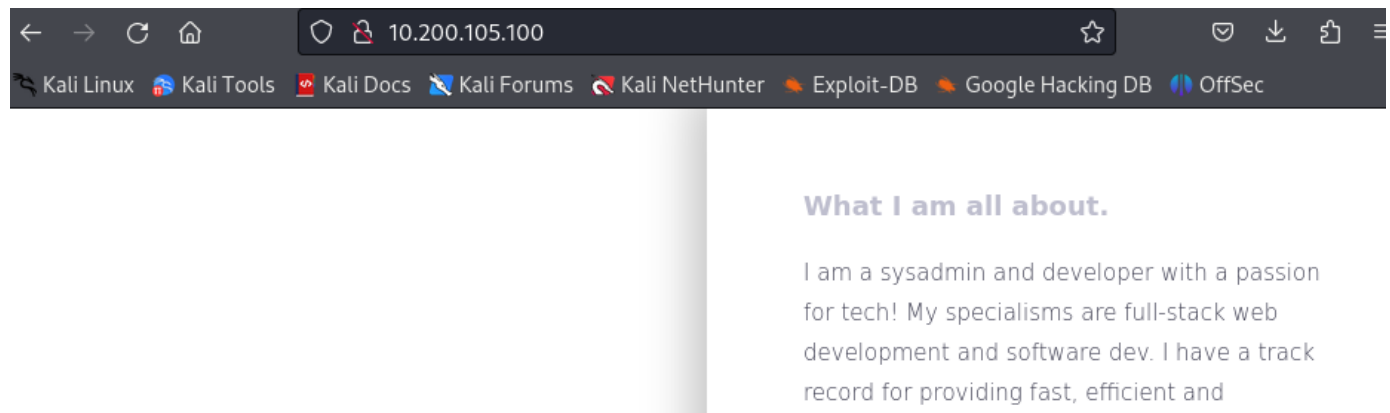 10.200.105.100
Kali Linux Kali Tools Kali Docs Kali Forums Kali NetHunter Exploit-DB Google Hacking DB OffSec
What I am all about.
I am a sysadmin and developer with a passion
for tech! My specialisms are full-stack web
development and software dev. I have a track
record for providing fast, efficient and